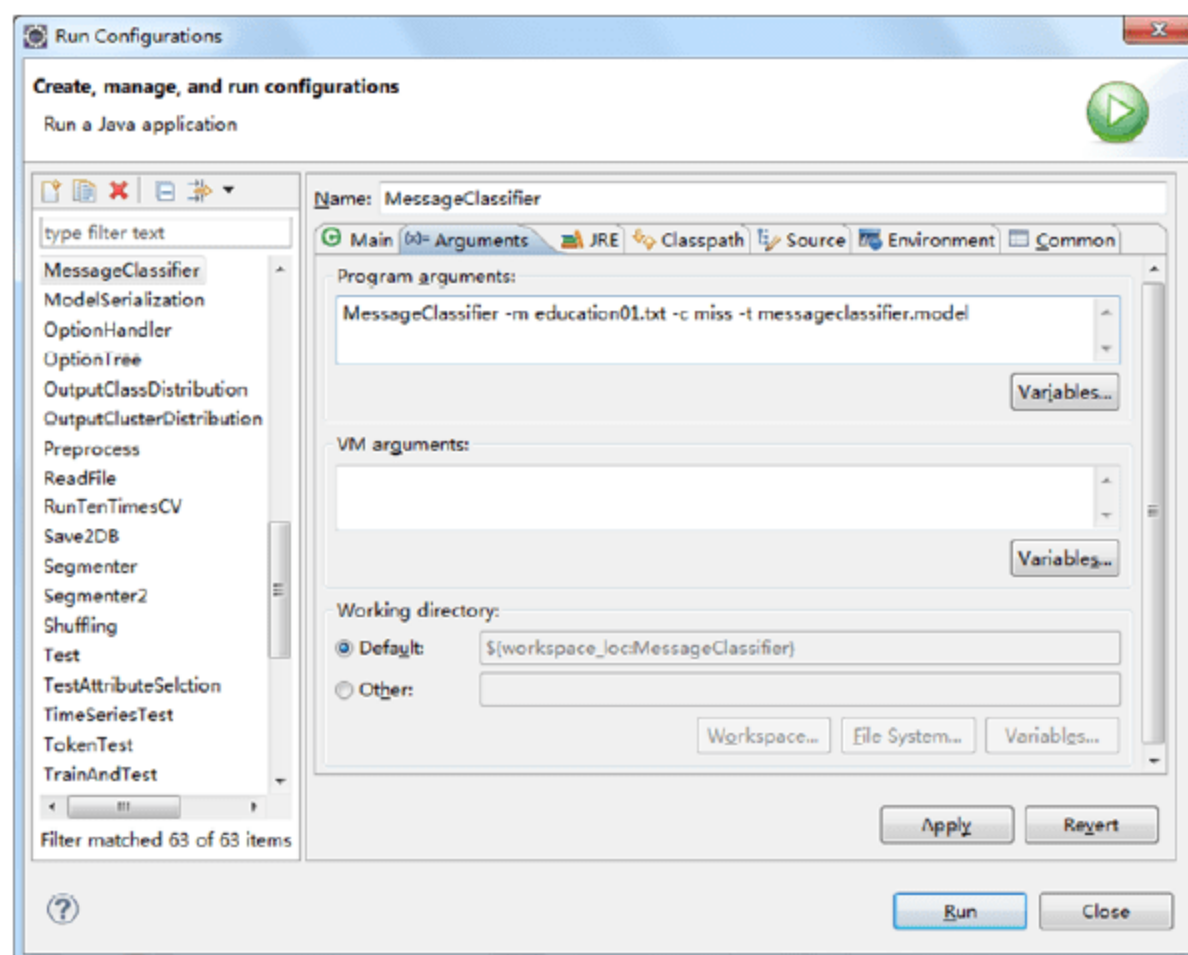 Run Configurations
Create, manage, and run configurations
Run a Java application
type filter text
MessageClassifier
ModelSerialization
OptionHandler
OptionTree
OutputClassDistribution
OutputClusterDistribution
Preprocess
ReadFile
RunTenTimesCV
Save2DB
Segmenter
Segmenter2
Shuffling
Test
TestAttributeSelction
TimeSeriesTest
TokenTest
TrainAndTest
Filter matched 63 of 63 items
Name: MessageClassifier
Main (x)= Arguments JRE Classpath Source Environment Common
Program arguments:
MessageClassifier -m education01.txt -c miss -t messageclassifier.model
Variables...
VM arguments:
Variables...
Working directory:
Default: ${workspace_loc:MessageClassifier}
Other:
Workspace... File System... Variables...
Apply Revert
Run Close